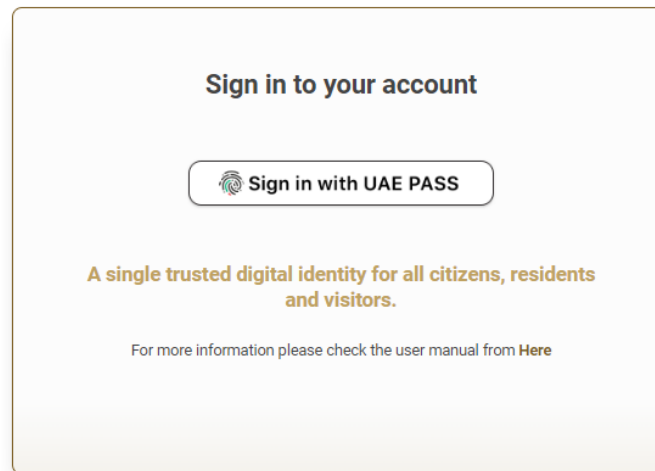 Sign in to your account
Sign in with UAE PASS
A single trusted digital identity for all citizens, residents
and visitors.
For more information please check the user manual from Here